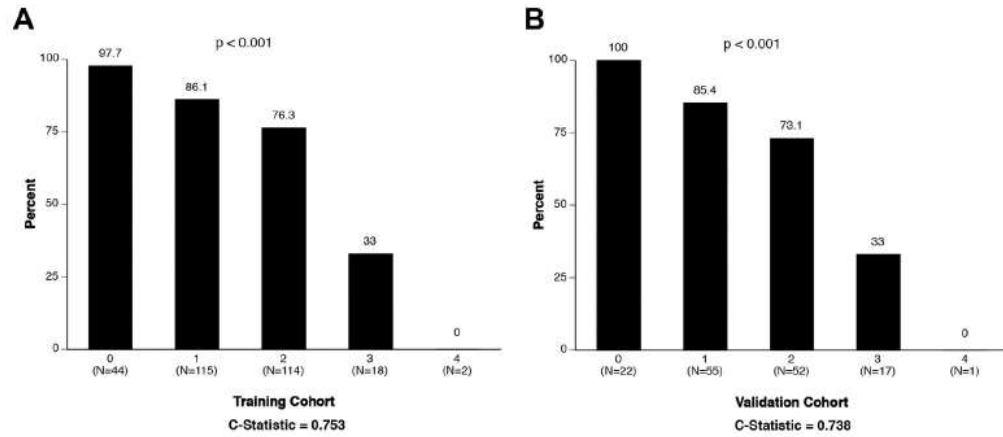 A
p < 0.001
97.7
86.1
76.3
33
0
100
75
50
25
0
Percent
0 1 2 3 4
(N=44) (N=115) (N=114) (N=18) (N=2)
Training Cohort
C-Statistic = 0.753
B
p < 0.001
100
85.4
73.1
33
0
100
75
50
25
0
Percent
0 1 2 3 4
(N=22) (N=55) (N=52) (N=17) (N=1)
Validation Cohort
C-Statistic = 0.738